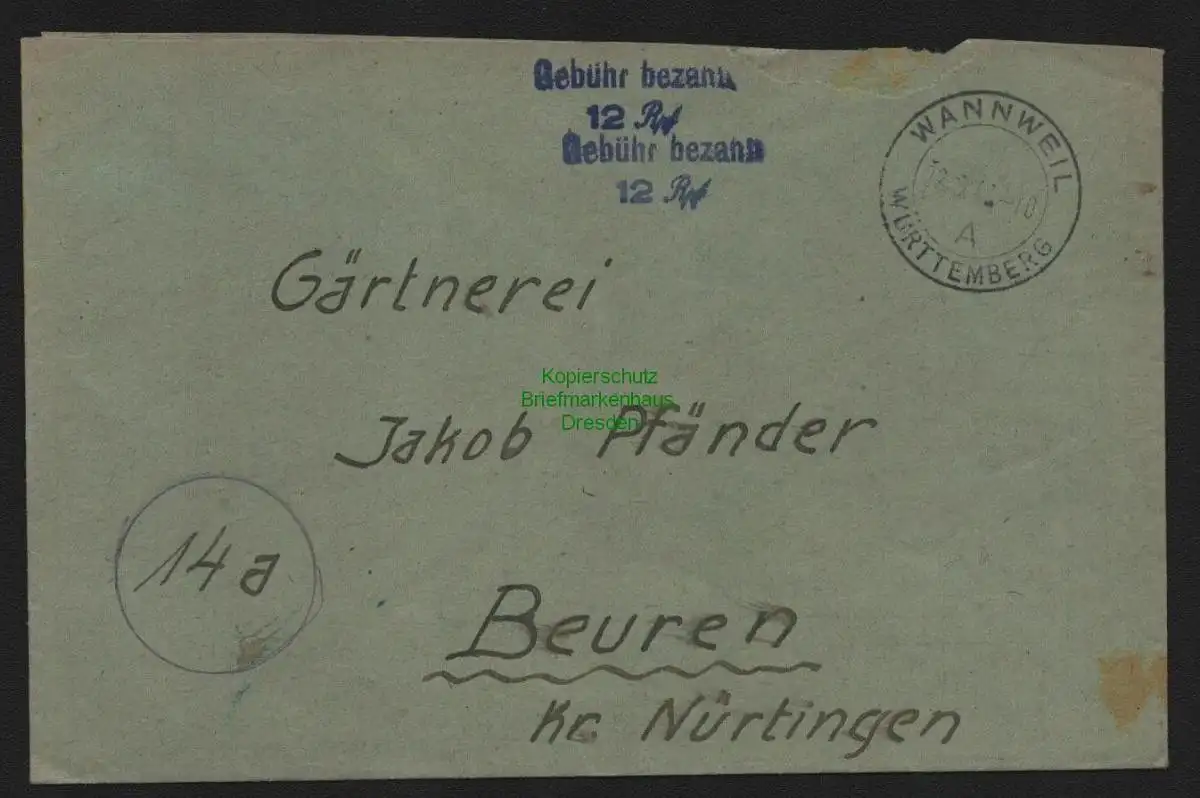 Gebühr bezahlt
12 Rpf
Gebühr bezahlt
12 Rpf
WANNWEIL
A
WÜRTTEMBERG
Gärtnerei
Kopierschutz
Briefmarkenhaus
Dresden
Jakob Pfänder
14a
Beuren
Kr. Nürtingen